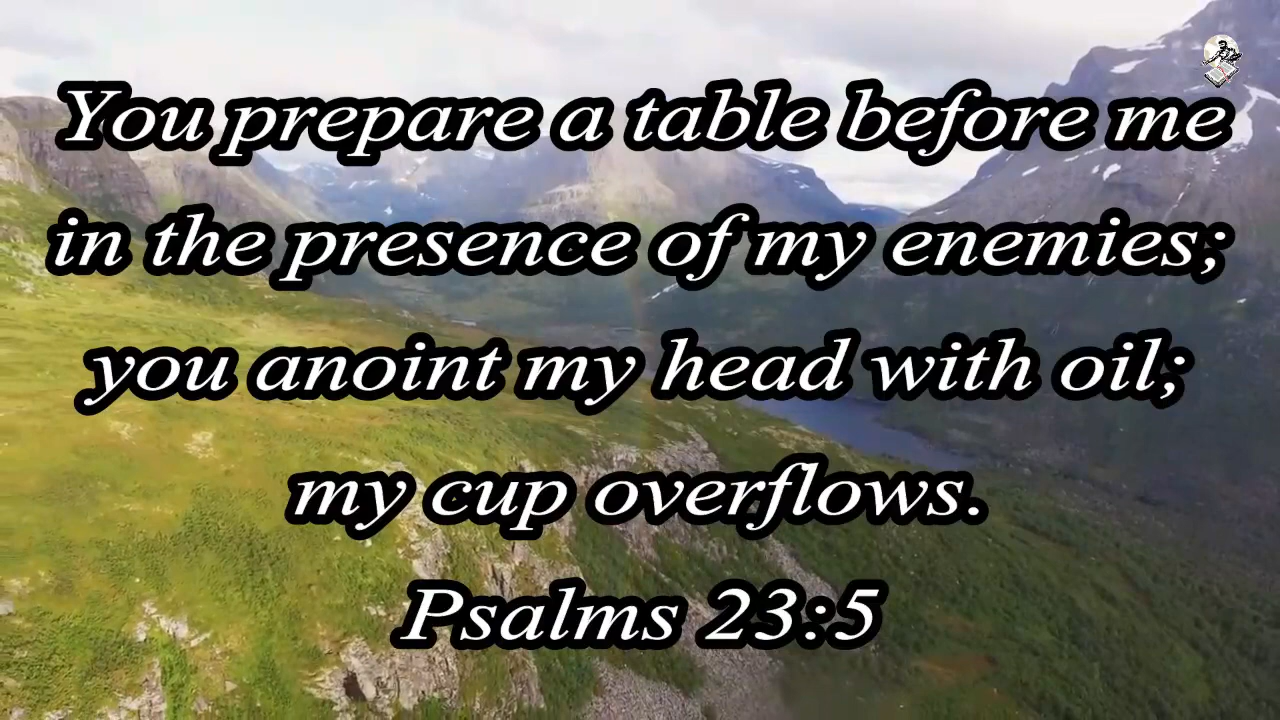 You prepare a table before me
in the presence of my enemies;
you anoint my head with oil;
my cup overflows.
Psalms 23:5